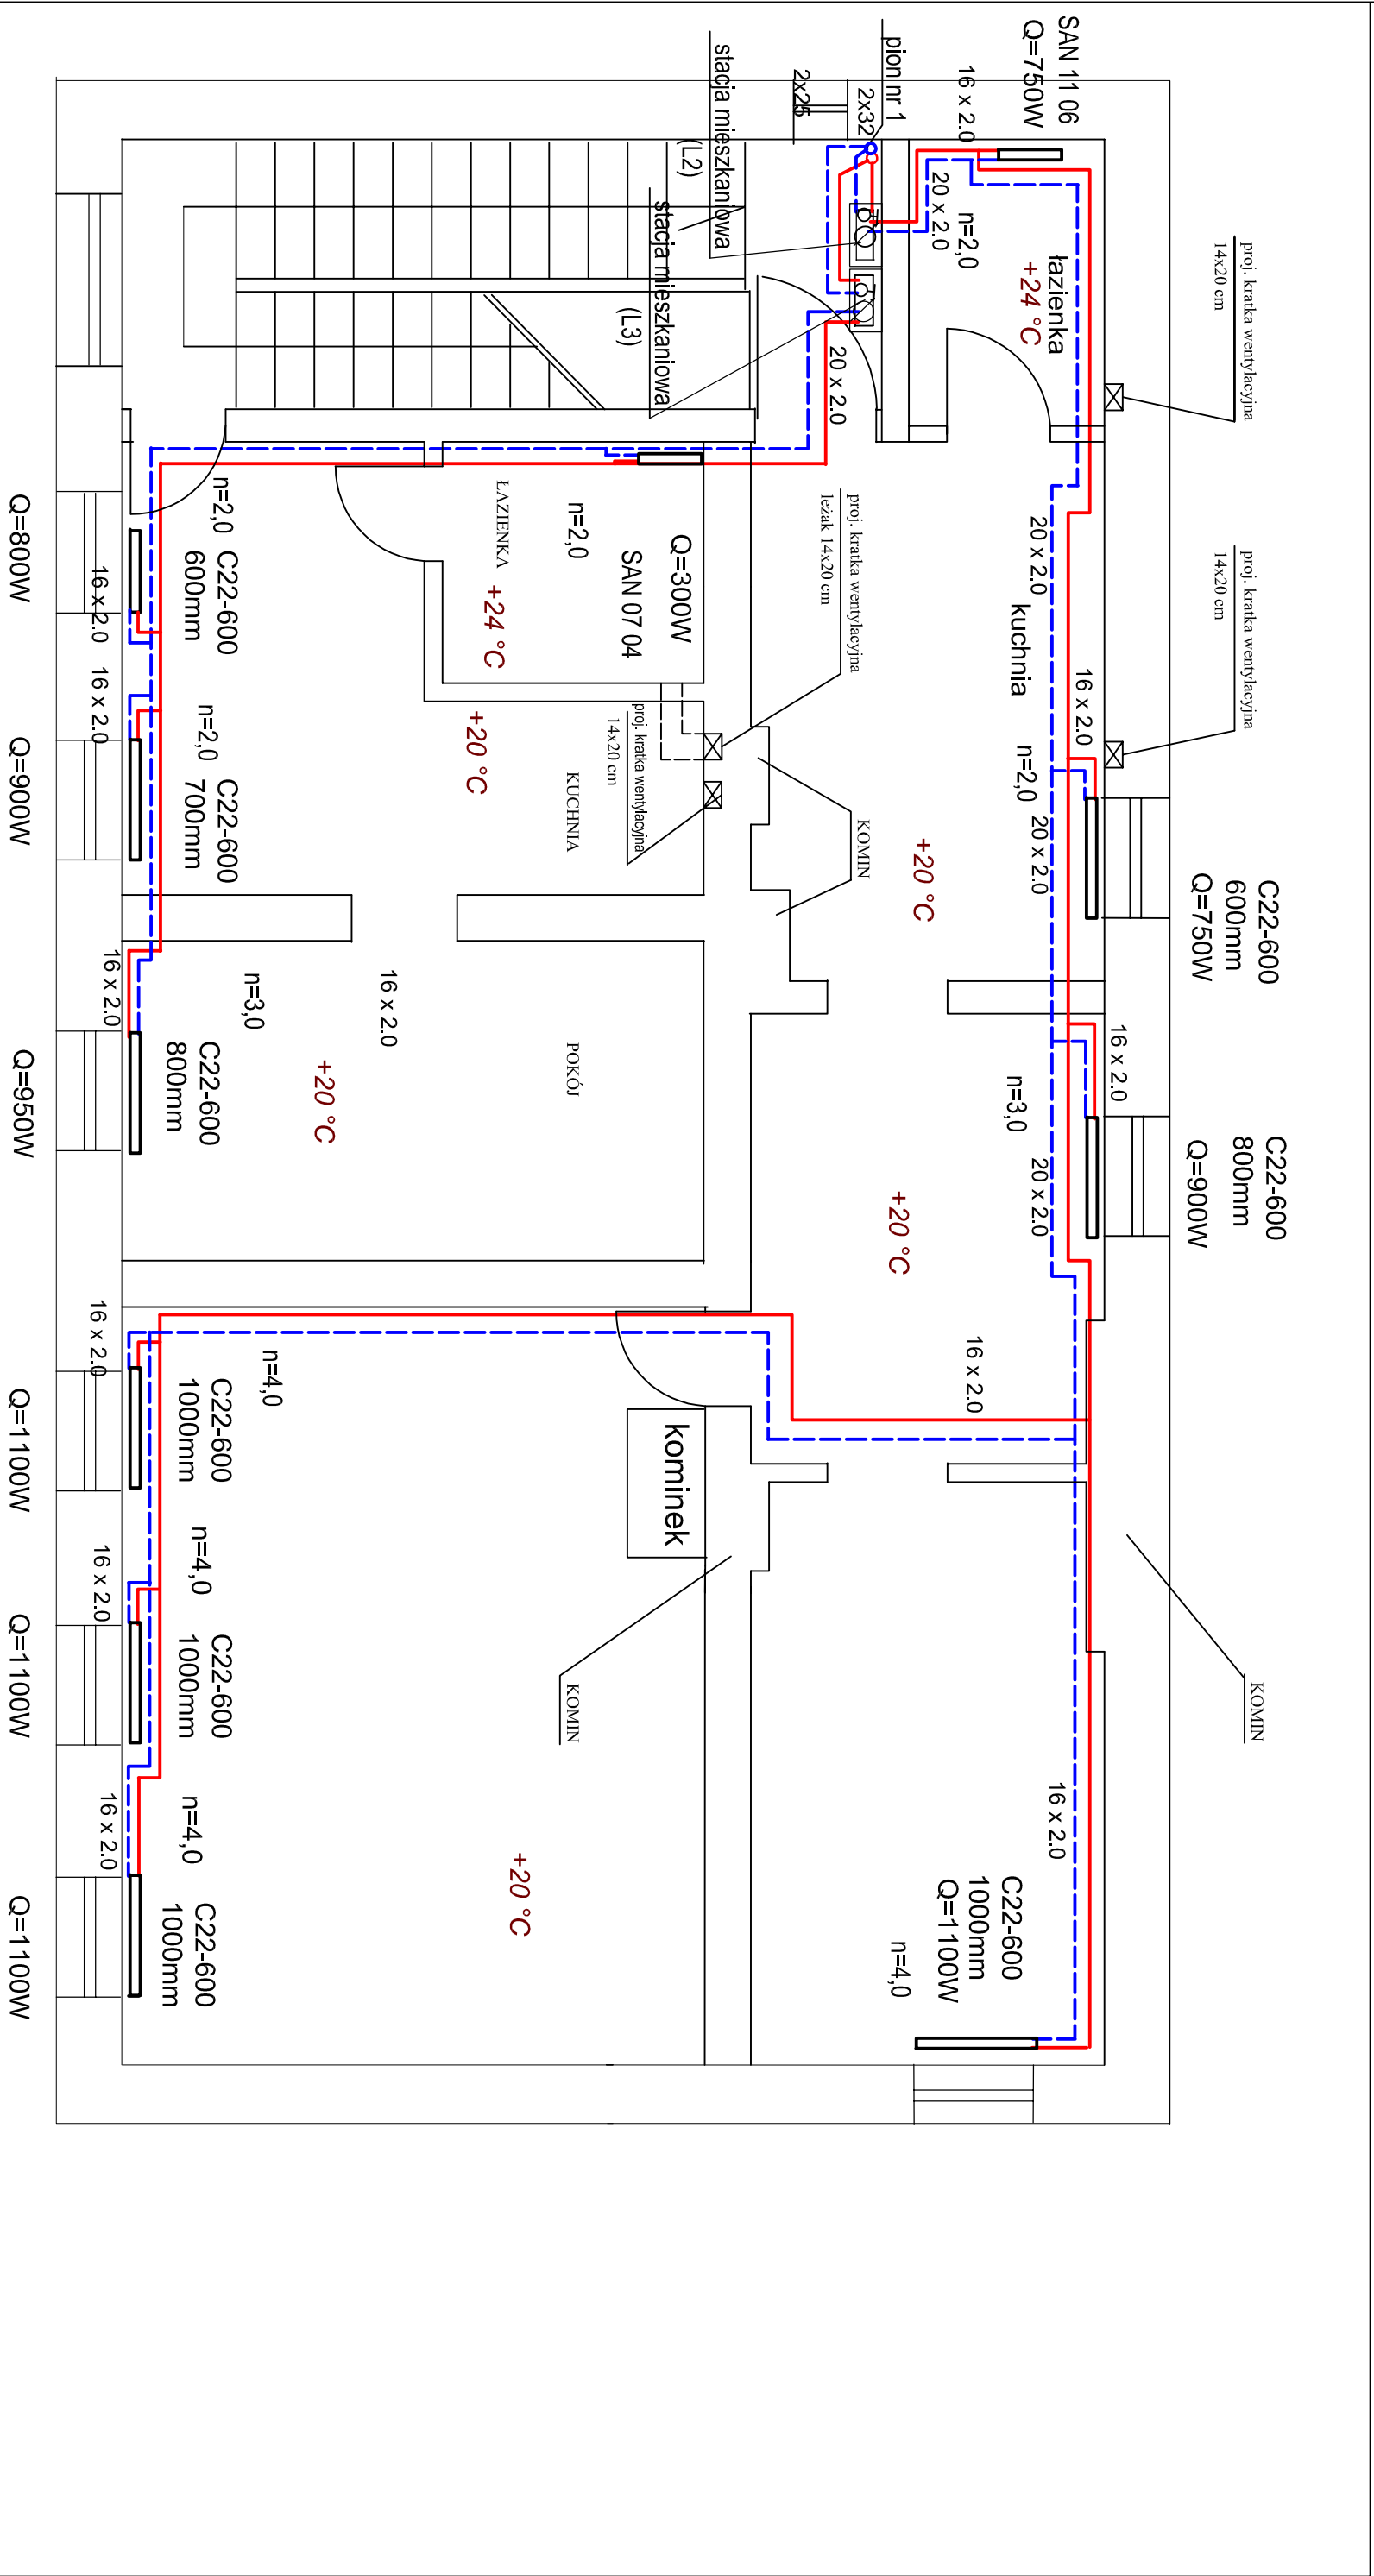 SAN 11 06
Q=750W
16 x 2.0
pion nr 1
2x32
2x25
stacja mieszkaniowa
(L2)
stacja mieszkaniowa
(L3)
20 x 2.0
n=2,0
łazienka
+24 °C
proj. kratka wentylacyjna
14x20 cm
20 x 2.0
proj. kratka wentylacyjna
leżak 14x20 cm
20 x 2.0
kuchnia
proj. kratka wentylacyjna
14x20 cm
16 x 2.0
n=2,0
20 x 2.0
C22-600
600mm
Q=750W
+20 °C
KOMIN
16 x 2.0
n=3,0
20 x 2.0
C22-600
800mm
Q=900W
+20 °C
16 x 2.0
KOMIN
16 x 2.0
C22-600
1000mm
Q=1100W
n=4,0
Q=300W
SAN 07 04
n=2,0
ŁAZIENKA
+24 °C
proj. kratka wentylacyjna
14x20 cm
KUCHNIA
+20 °C
n=2,0
C22-600
600mm
16 x 2.0
Q=800W
n=2,0
C22-600
700mm
16 x 2.0
Q=900W
POKÓJ
16 x 2.0
+20 °C
n=3,0
C22-600
800mm
16 x 2.0
Q=950W
kominek
KOMIN
+20 °C
n=4,0
C22-600
1000mm
16 x 2.0
Q=1100W
n=4,0
C22-600
1000mm
16 x 2.0
Q=1100W
n=4,0
C22-600
1000mm
16 x 2.0
Q=1100W